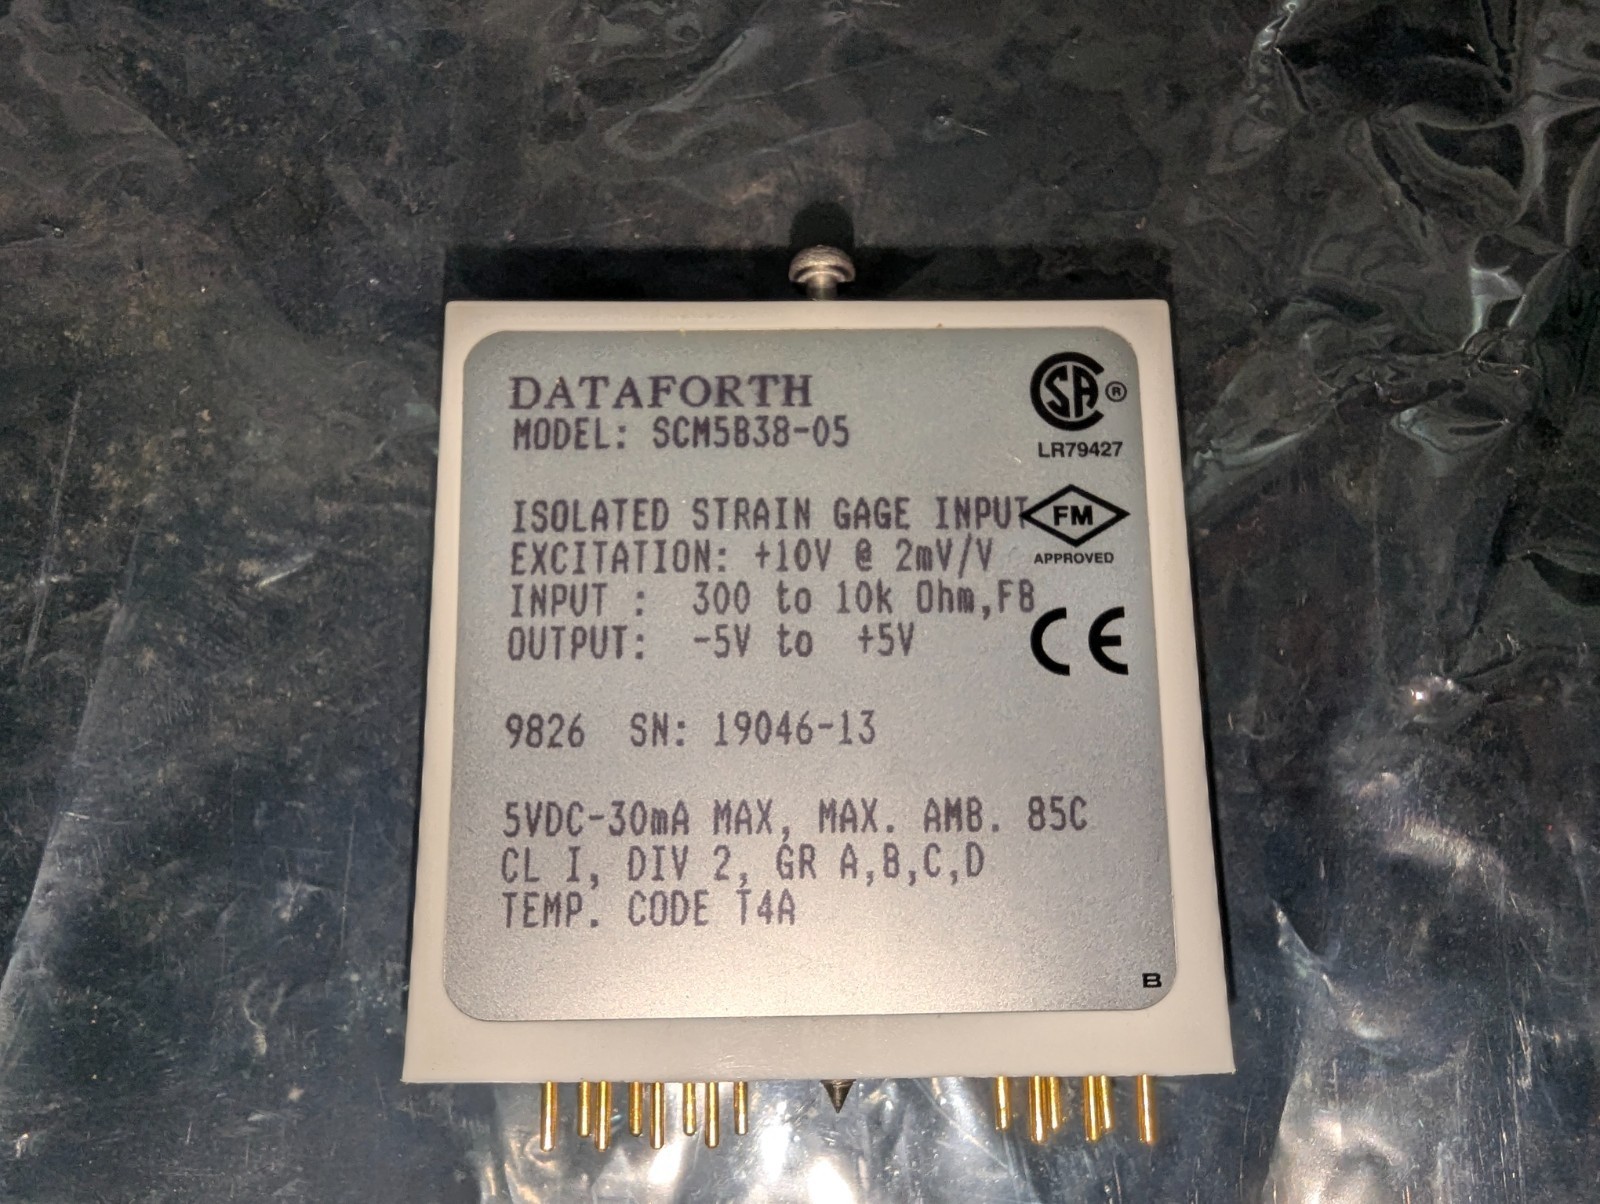 DATAFORTH
MODEL: SCM5B38-05
SA ®
LR79427
ISOLATED STRAIN GAGE INPUT
FM
APPROVED
EXCITATION: +10V @ 2mV/V
INPUT : 300 to 10k Ohm,FB
OUTPUT: -5V to +5V
CE
9826 SN: 19046-13
5VDC-30mA MAX, MAX. AMB. 85C
CL I, DIV 2, GR A,B,C,D
TEMP. CODE T4A
B